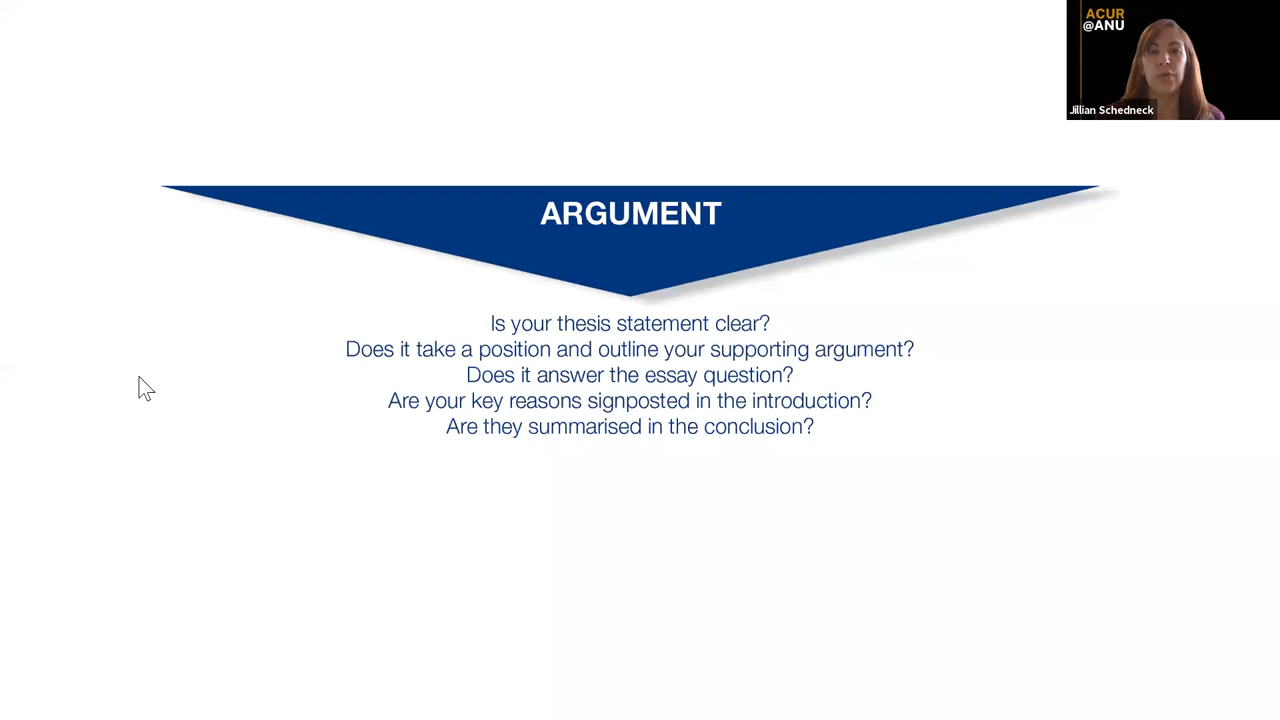 ACUR
@ANU
Jillian Schedneck
ARGUMENT
Is your thesis statement clear?
Does it take a position and outline your supporting argument?
Does it answer the essay question?
Are your key reasons signposted in the introduction?
Are they summarised in the conclusion?